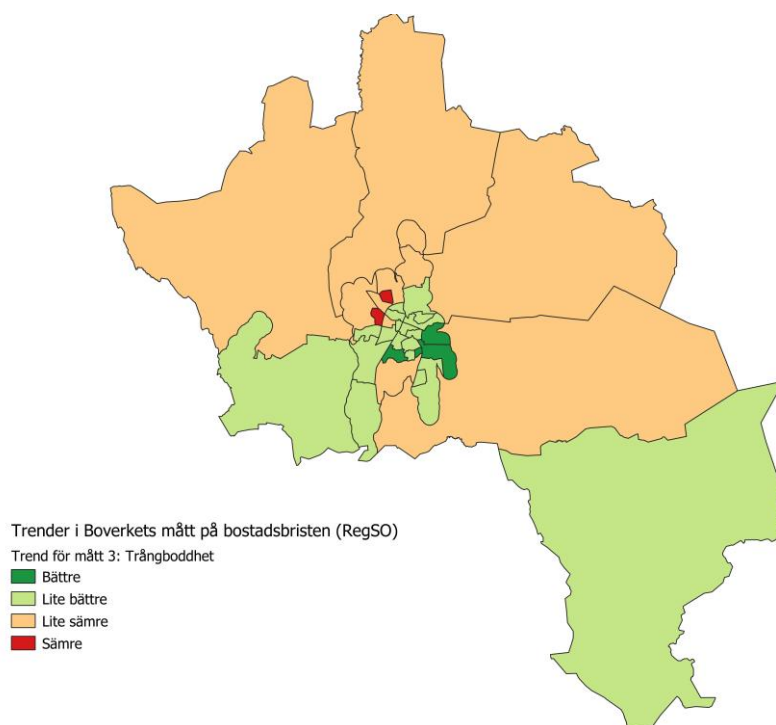 Trender i Boverkets mått på bostadsbristen (RegSO)
Trend för mått 3: Trångboddhet
Bättre
Lite bättre
Lite sämre
Sämre